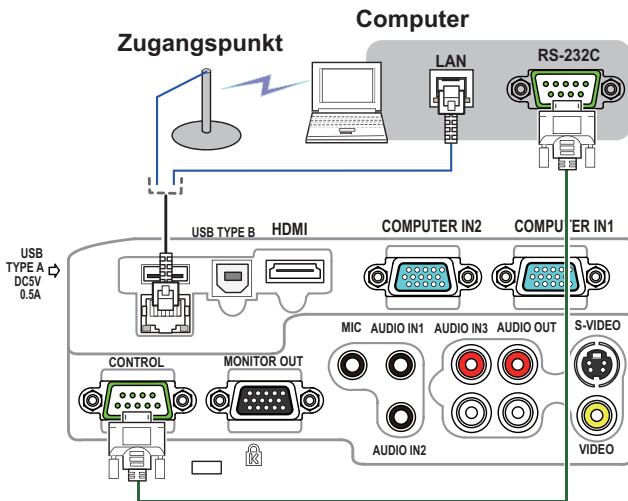 Computer
Zugangspunkt
LAN
RS-232C
USB TYPE B
HDMI
COMPUTER IN2
COMPUTER IN1
USB
TYPE A
DC5V
0.5A
MIC
AUDIO IN1
AUDIO IN3
AUDIO OUT
S-VIDEO
CONTROL
MONITOR OUT
AUDIO IN2
VIDEO
K